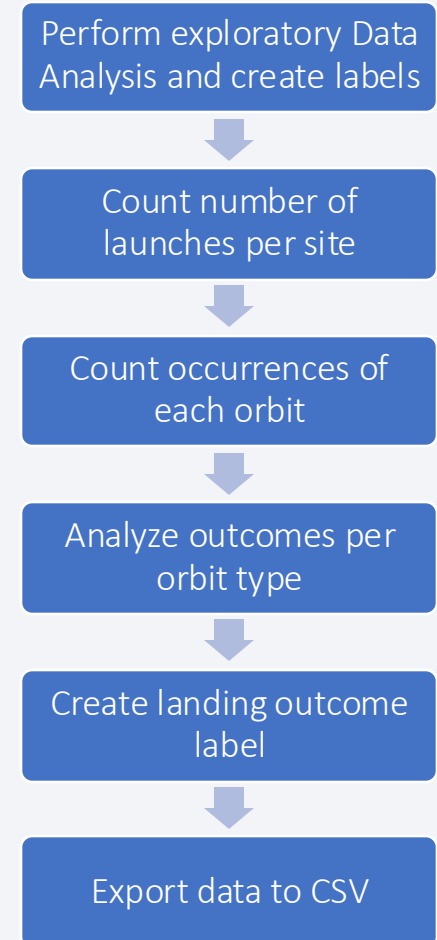 Perform exploratory Data
Analysis and create labels
Count number of
launches per site
Count occurrences of
each orbit
Analyze outcomes per
orbit type
Create landing outcome
label
Export data to CSV